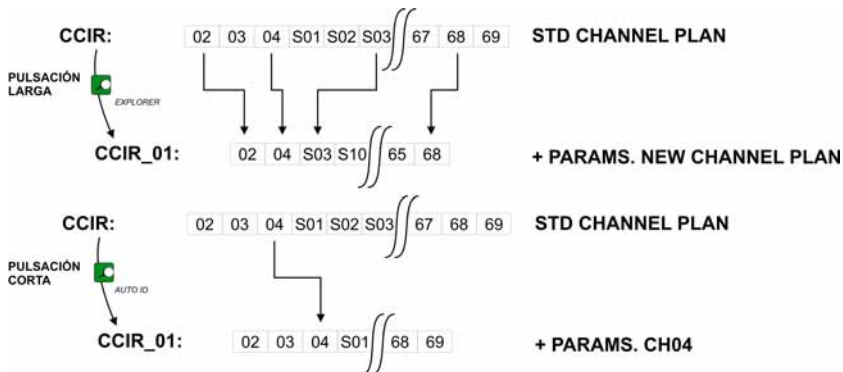 CCIR: 02 03 04 S01 S02 S03 67 68 69 STD CHANNEL PLAN
PULSACIÓN
LARGA
EXPLORER
CCIR_01: 02 04 S03 S10 65 68 + PARAMS. NEW CHANNEL PLAN
CCIR: 02 03 04 S01 S02 S03 67 68 69 STD CHANNEL PLAN
PULSACIÓN
CORTA
AUTO ID
CCIR_01: 02 03 04 S01 68 69 + PARAMS. CH04